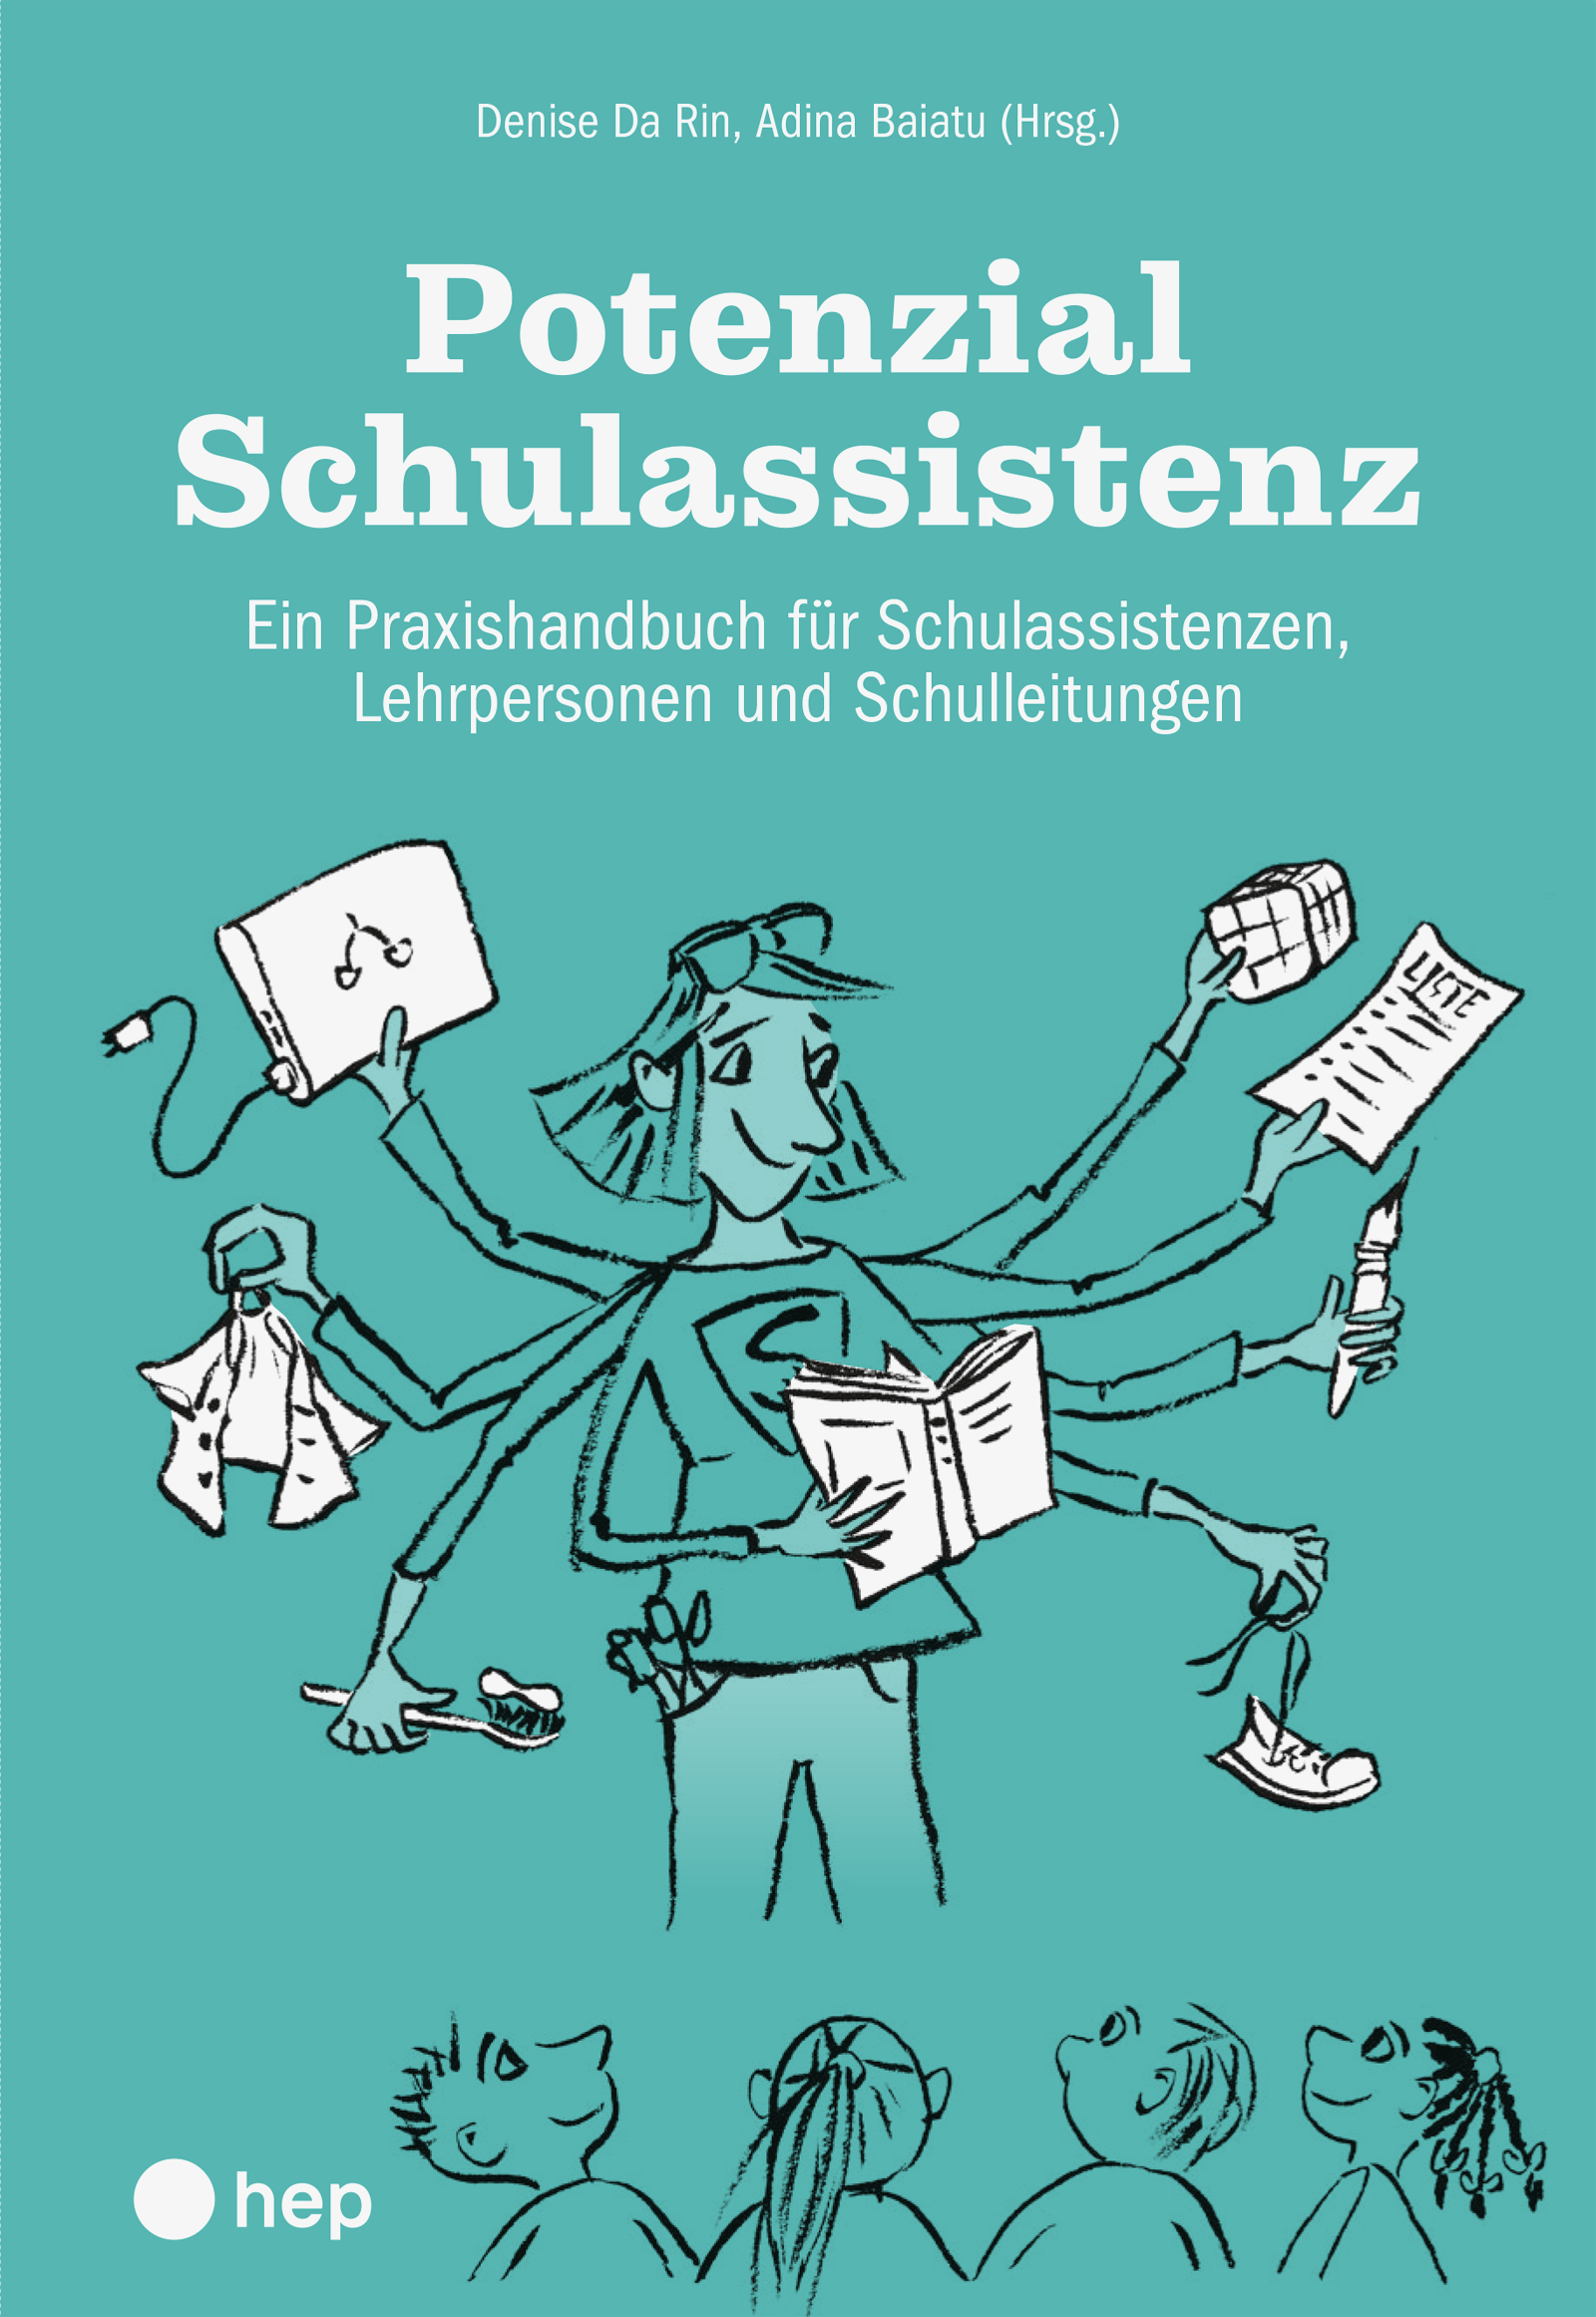 Denise Da Rin, Adina Baiatu (Hrsg.)
Potenzial
Schulassistenz
Ein Praxishandbuch für Schulassistenzen,
Lehrpersonen und Schulleitungen
LISTE
hep